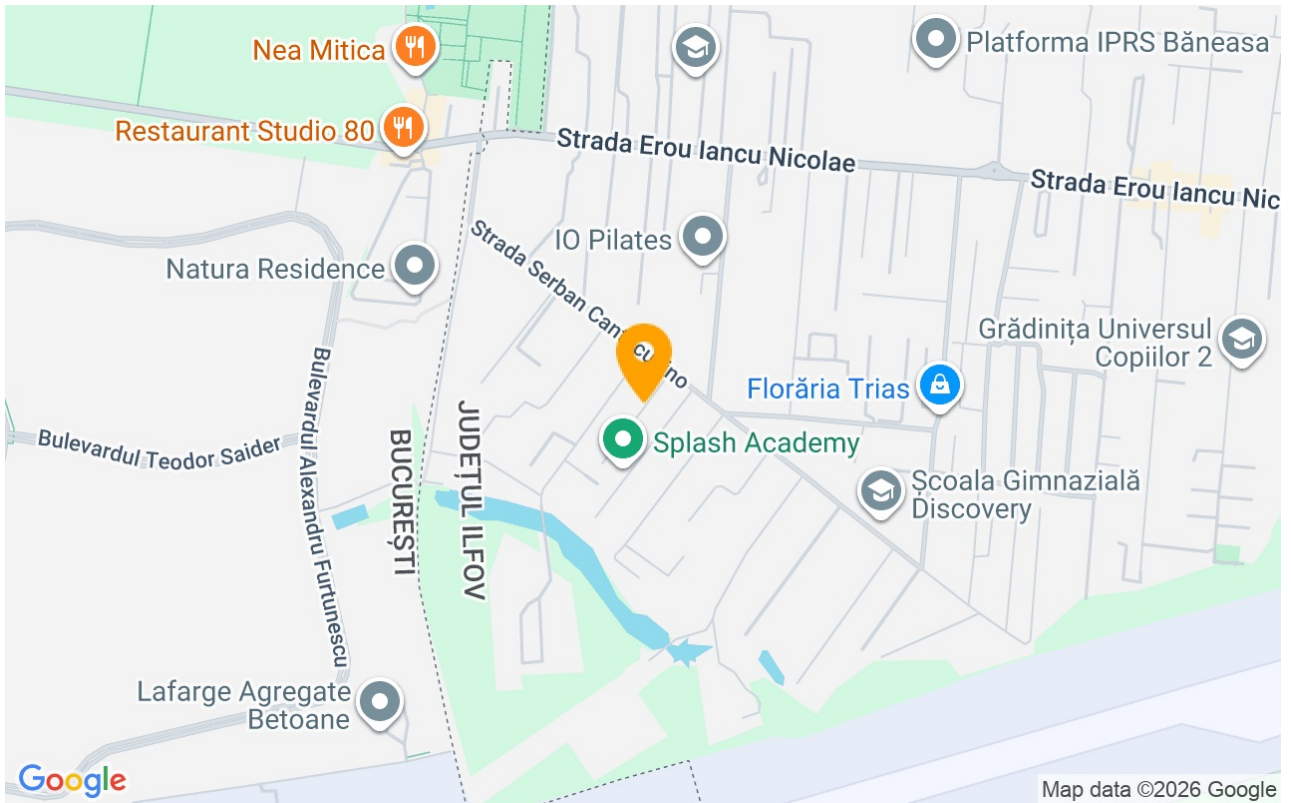 Nea Mitica
Platforma IPRS Băneasa
Restaurant Studio 80
Strada Erou Iancu Nicolae
Strada Erou Iancu Nic
Strada Serban Cant cu no
IO Pilates
Natura Residence
Grădinița Universul
Copiilor 2
Florăria Trias
Bulevardul Teodor Saider
Bulevardul Alexandru Furtunescu
BUCUREȘTI
JUDEȚUL ILFOV
Splash Academy
Școala Gimnazială
Discovery
Lafarge Agregate
Betoane
Google
Map data ©2026 Google